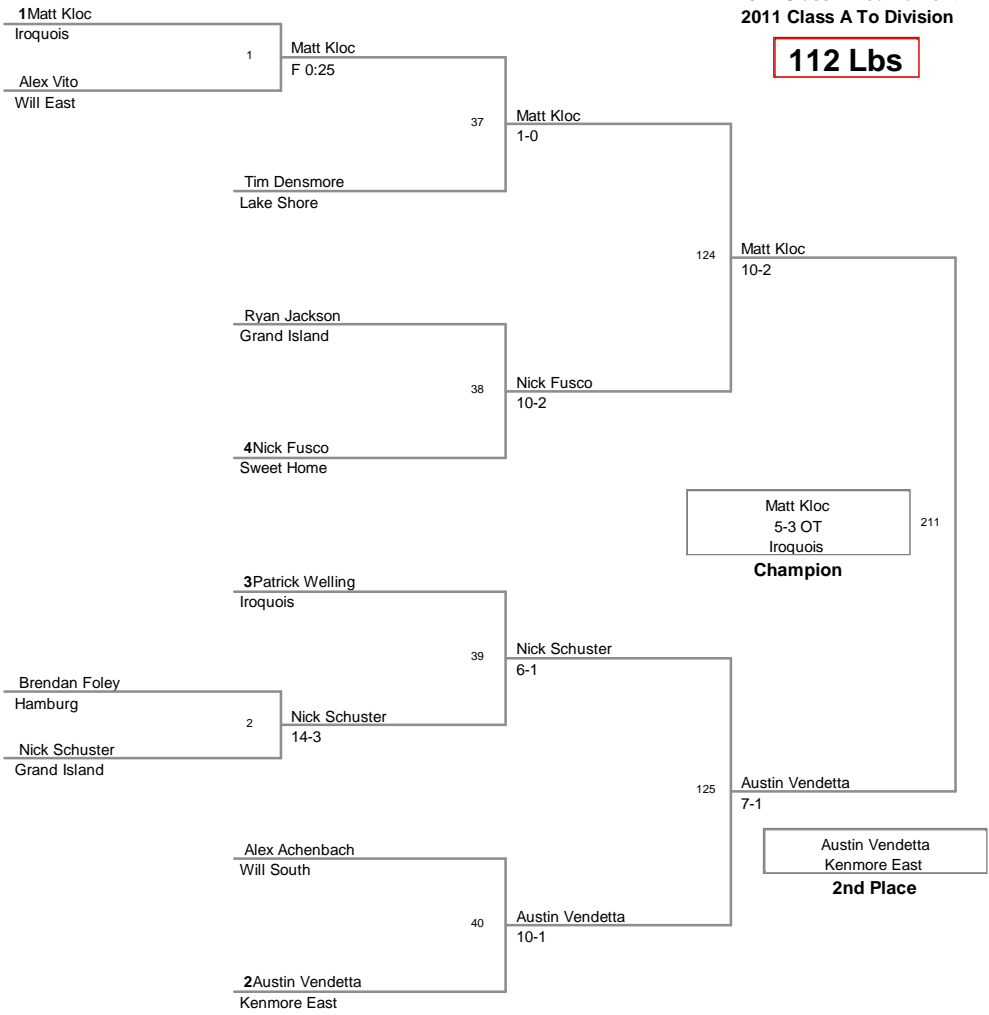 2011 Class A To Division
112 Lbs
1Matt Kloc
Iroquois
1
Alex Vito
Will East
Matt Kloc
F 0:25
37
Tim Densmore
Lake Shore
Matt Kloc
1-0
124
Ryan Jackson
Grand Island
38
4Nick Fusco
Sweet Home
Nick Fusco
10-2
Matt Kloc
10-2
Matt Kloc
5-3 OT
Iroquois
Champion
211
3Patrick Welling
Iroquois
39
Brendan Foley
Hamburg
2
Nick Schuster
Grand Island
Nick Schuster
14-3
Nick Schuster
6-1
125
Alex Achenbach
Will South
40
2Austin Vendetta
Kenmore East
Austin Vendetta
10-1
Austin Vendetta
7-1
Austin Vendetta
Kenmore East
2nd Place